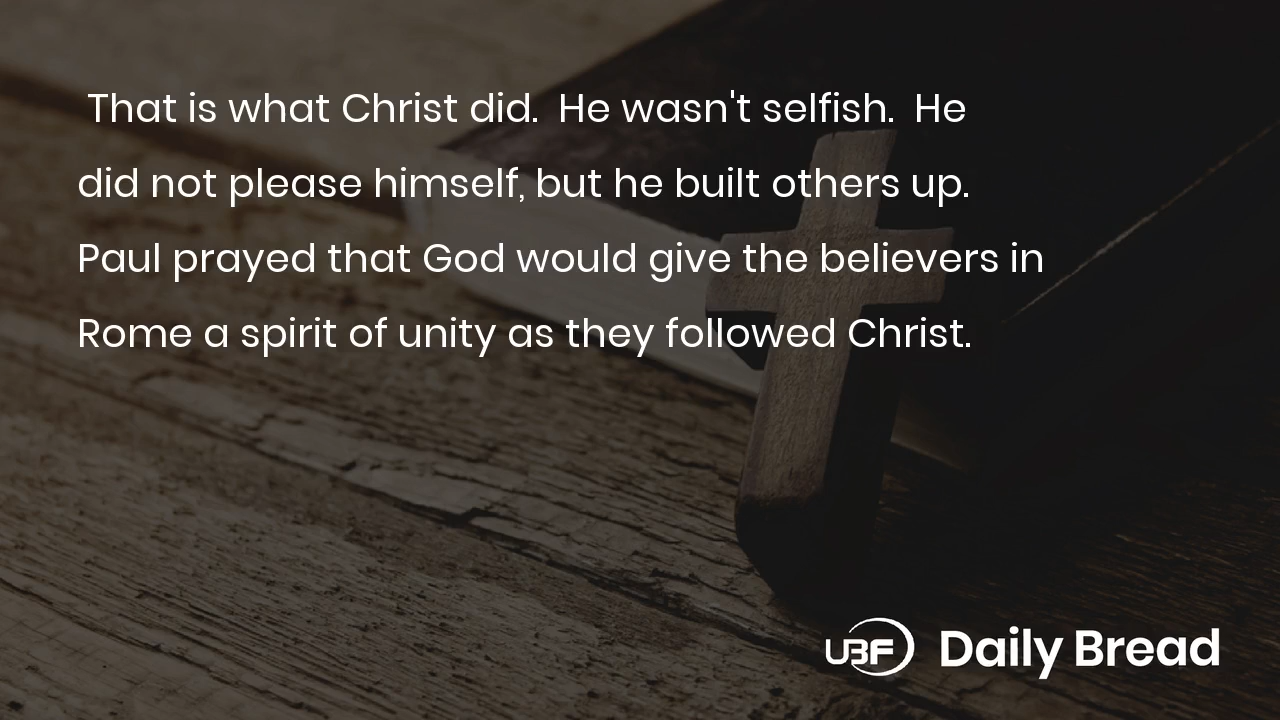 That is what Christ did.  He wasn't selfish.  He
did not please himself, but he built others up.
Paul prayed that God would give the believers in
Rome a spirit of unity as they followed Christ.
UBF Daily Bread